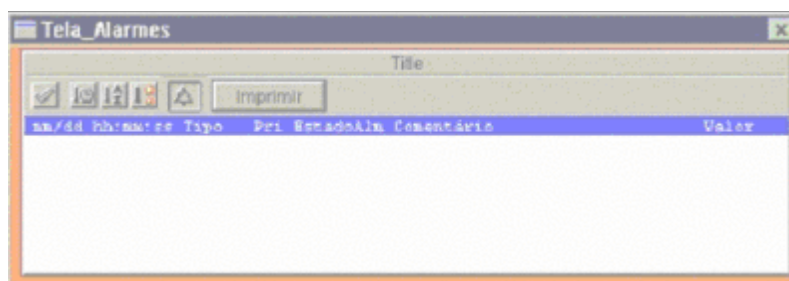 Tela_Alarmes
Title
Imprimir
mm/dd hh:mm:ss Tipo Pri EstadoAlm Comentário Valor